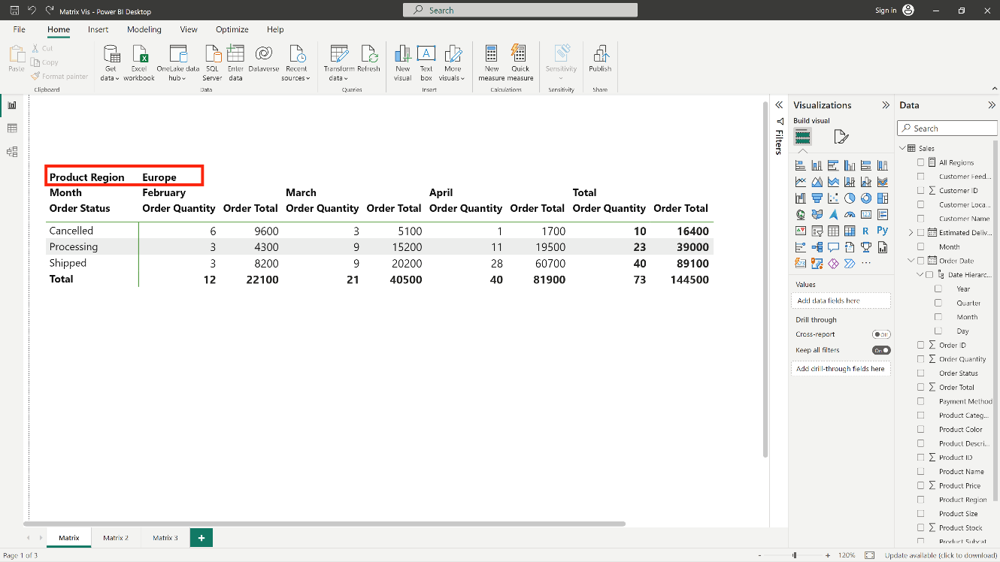 Matrix Vis - Power BI Desktop
Search
Sign in
File Home Insert Modeling View Optimize Help
Paste
Cut
Copy
Format painter
Clipboard
Get data
Excel workbook
OneLake data hub
SQL Server
Enter data
Dataverse
Recent sources
Data
Transform data
Refresh
Queries
New visual
Text box
More visuals
Insert
New measure
Quick measure
Calculations
Sensitivity
Sensitivity
Publish
Share
Product Region Europe
Month February March April Total
Order Status Order Quantity Order Total Order Quantity Order Total Order Quantity Order Total Order Quantity Order Total
Cancelled 6 9600 3 5100 1 1700 10 16400
Processing 3 4300 9 15200 11 19500 23 39000
Shipped 3 8200 9 20200 28 60700 40 89100
Total 12 22100 21 40500 40 81900 73 144500
Filters
Visualizations
Build visual
R Py
123
Values
Add data fields here
Drill through
Cross-report Off
Keep all filters On
Add drill-through fields here
Data
Search
Sales
All Regions
Customer Feed...
Customer ID
Customer Loca...
Customer Name
Estimated Deliv...
Month
Order Date
Date Hierarc...
Year
Quarter
Month
Day
Order ID
Order Quantity
Order Status
Order Total
Payment Method
Product Categ...
Product Color
Product Descri...
Product ID
Product Name
Product Price
Product Region
Product Size
Product Stock
Product Subcat...
Matrix Matrix 2 Matrix 3 +
Page 1 of 3
- + 120%
Update available (click to download)